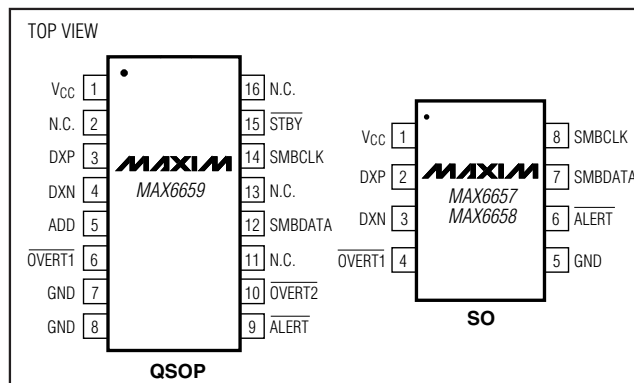 TOP VIEW
VCC 1
N.C. 2
DXP 3
DXN 4
ADD 5
OVERT1 6
GND 7
GND 8
MAXIM
MAX6659
16 N.C.
15 STBY
14 SMBCLK
13 N.C.
12 SMBDATA
11 N.C.
10 OVERT2
9 ALERT
QSOP
VCC 1
DXP 2
DXN 3
OVERT1 4
MAXIM
MAX6657
MAX6658
8 SMBCLK
7 SMBDATA
6 ALERT
5 GND
SO